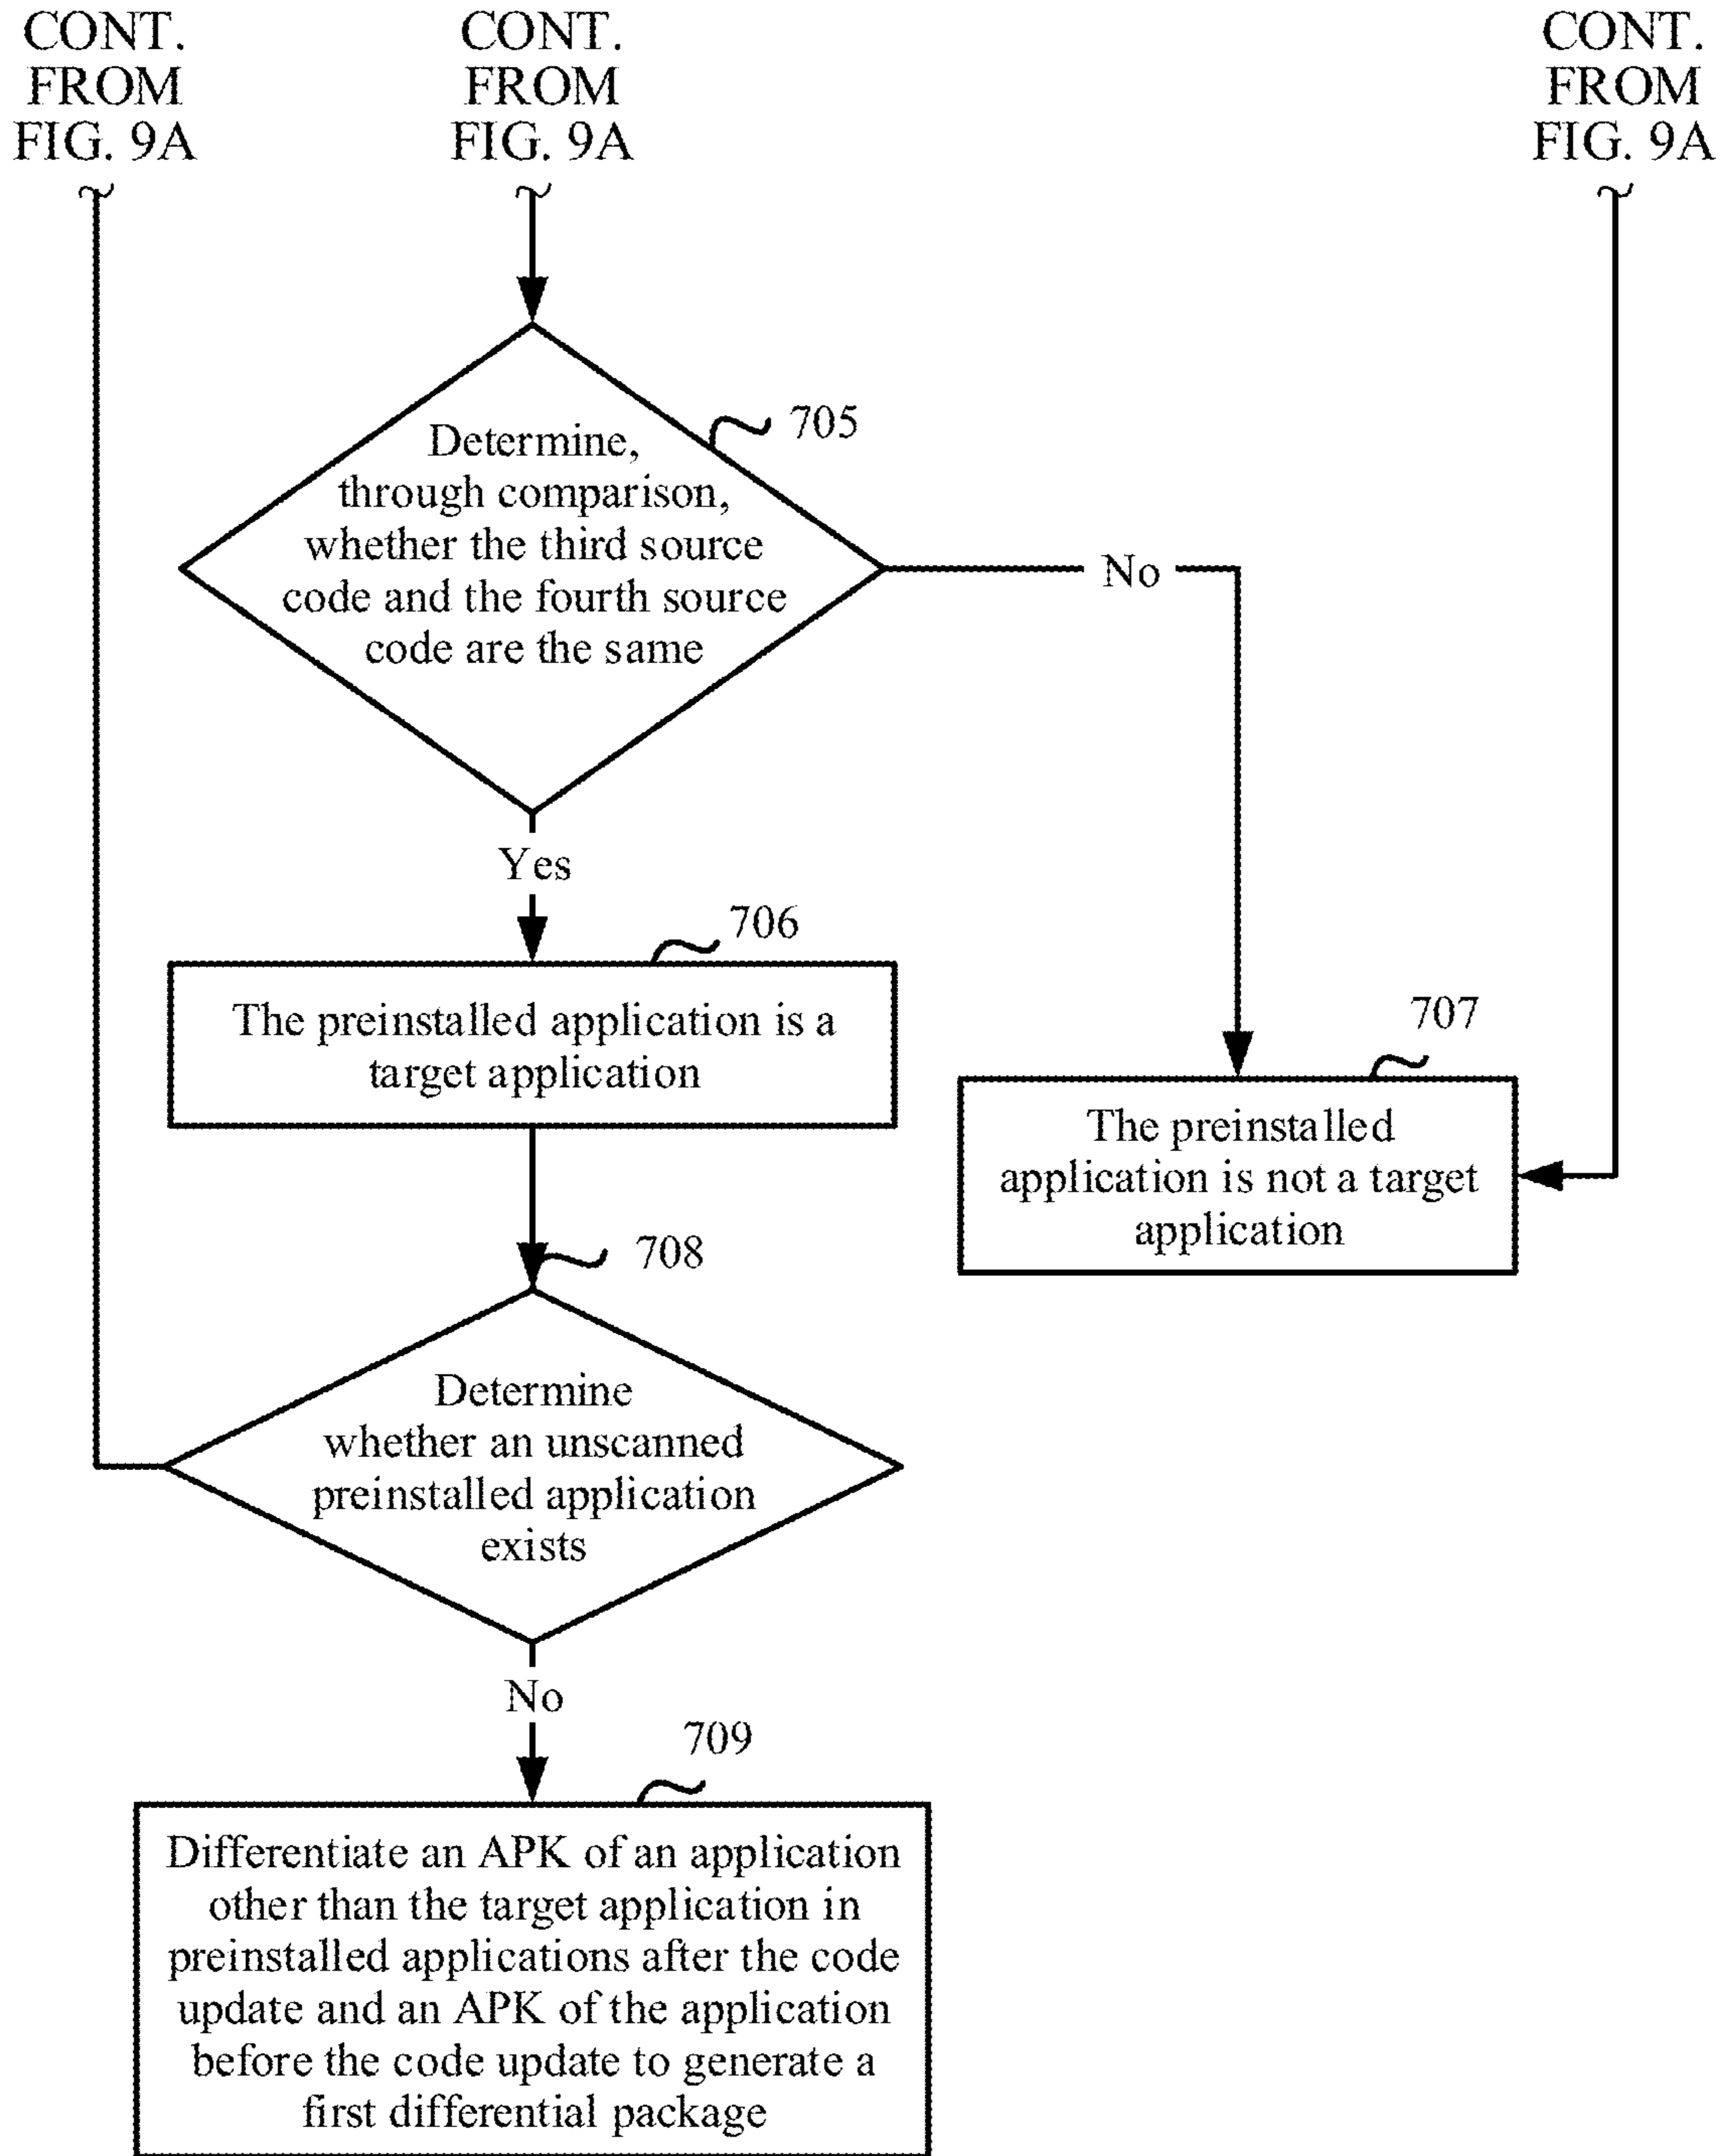 CONT.
FROM
FIG. 9A
CONT.
FROM
FIG. 9A
CONT.
FROM
FIG. 9A
705
Determine,
through comparison,
whether the third source
code and the fourth source
code are the same
No
Yes
706
The preinstalled application is a
target application
707
The preinstalled
application is not a target
application
708
Determine
whether an unscanned
preinstalled application
exists
No
709
Differentiate an APK of an application
other than the target application in
preinstalled applications after the code
update and an APK of the application
before the code update to generate a
first differential package